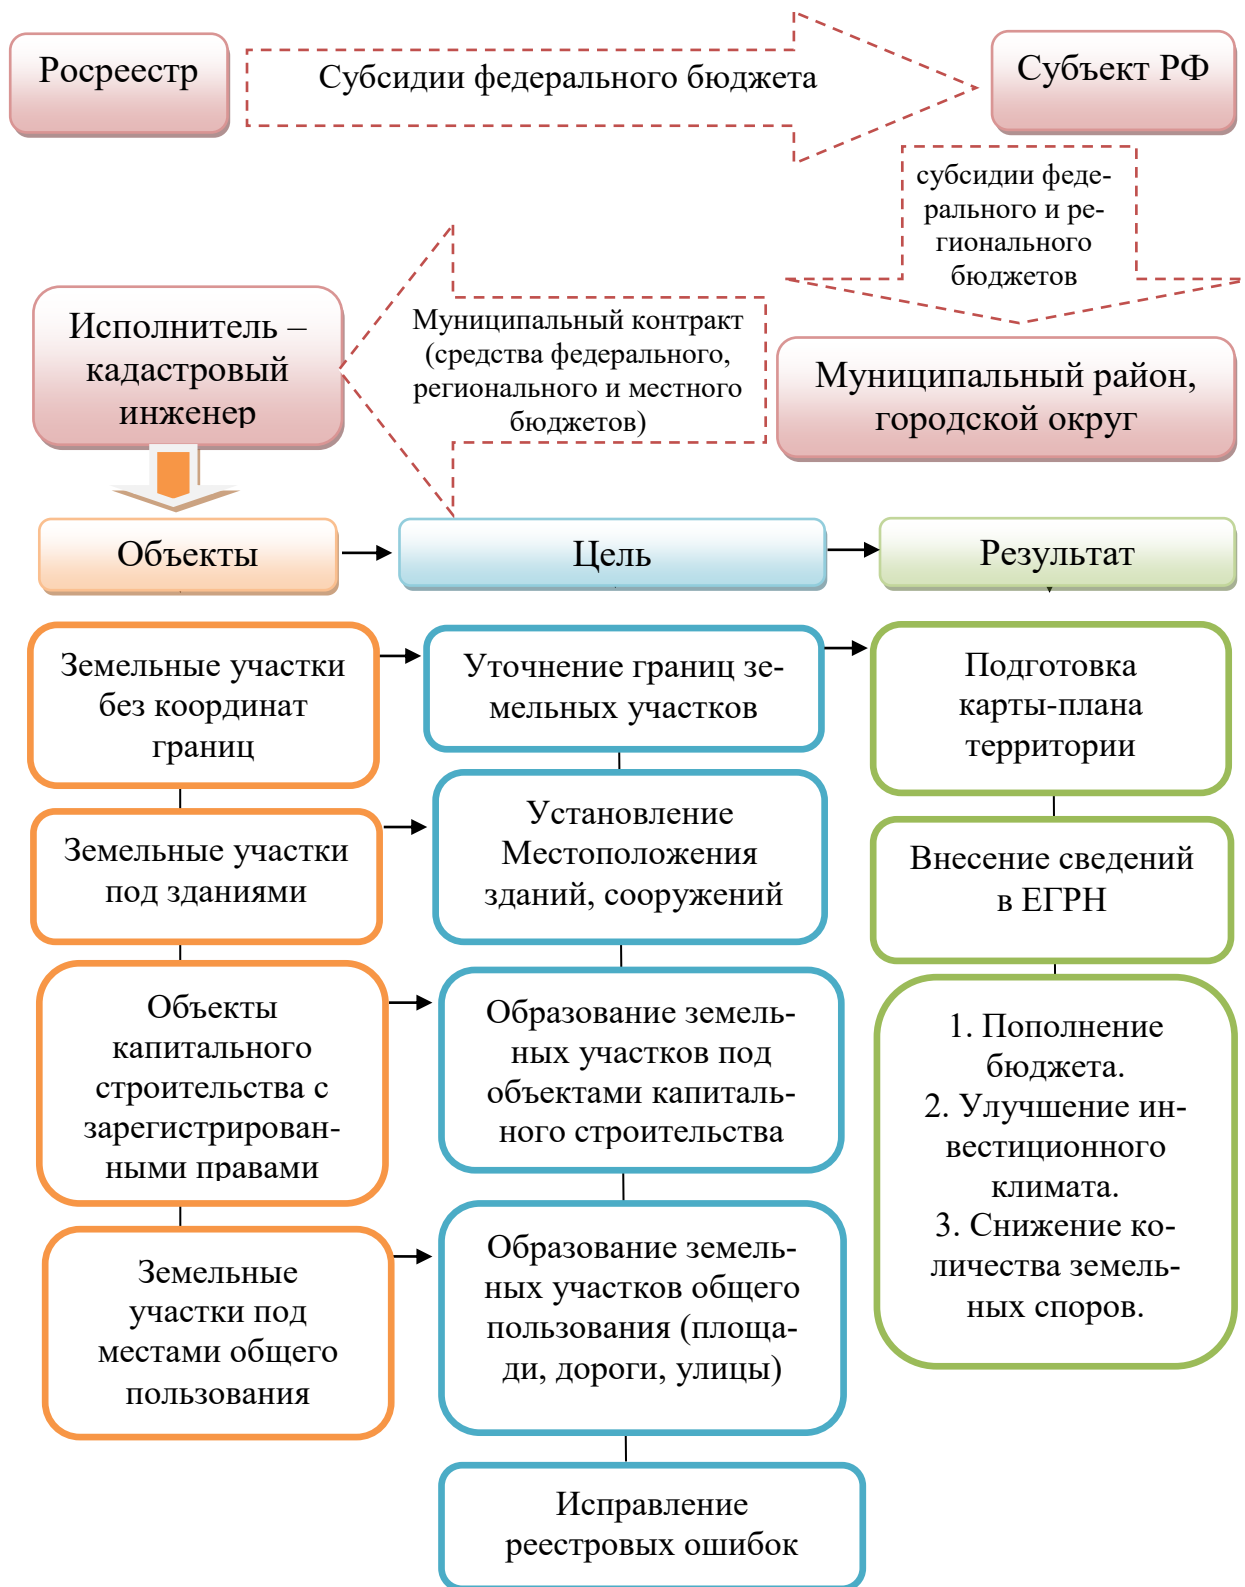 Росреестр
Субсидии федерального бюджета
Субъект РФ
субсидии феде-
рального и ре-
гионального
бюджетов
Исполнитель –
кадастровый
инженер
Муниципальный контракт
(средства федерального,
регионального и местного
бюджетов)
Муниципальный район,
городской округ
Объекты
Цель
Результат
Земельные участки
без координат
границ
Уточнение границ зе-
мельных участков
Подготовка
карты-плана
территории
Земельные участки
под зданиями
Установление
Местоположения
зданий, сооружений
Внесение сведений
в ЕГРН
Объекты
капитального
строительства с
зарегистрирован-
ными правами
Образование земель-
ных участков под
объектами капиталь-
ного строительства
1. Пополнение
бюджета.
2. Улучшение ин-
вестиционного
климата.
3. Снижение ко-
личества земель-
ных споров.
Земельные
участки под
местами общего
пользования
Образование земель-
ных участков общего
пользования (площа-
ди, дороги, улицы)
Исправление
реестровых ошибок